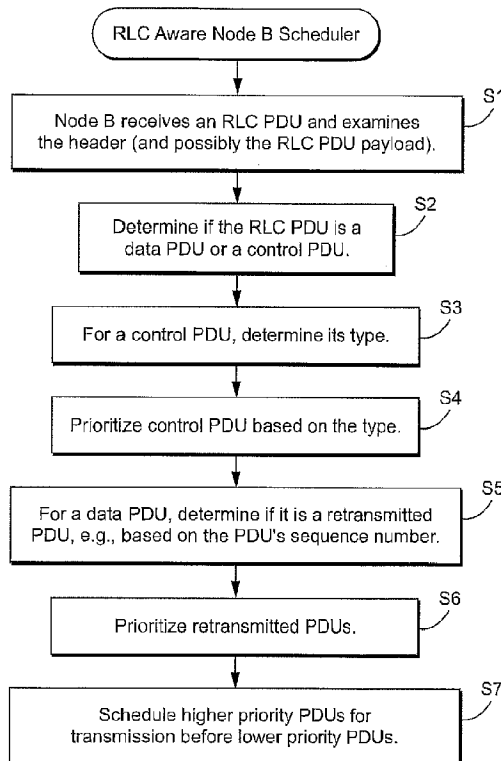 RLC Aware Node B Scheduler
S1
Node B receives an RLC PDU and examines
the header (and possibly the RLC PDU payload).
S2
Determine if the RLC PDU is a
data PDU or a control PDU.
S3
For a control PDU, determine its type.
S4
Prioritize control PDU based on the type.
S5
For a data PDU, determine if it is a retransmitted
PDU, e.g., based on the PDU's sequence number.
S6
Prioritize retransmitted PDUs.
S7
Schedule higher priority PDUs for
transmission before lower priority PDUs.